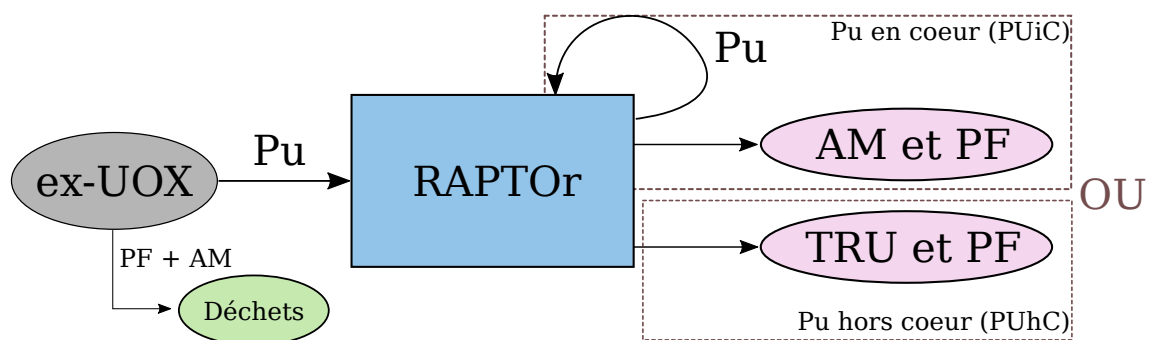 Pu en coeur (PUiC)
Pu
AM et PF
ex-UOX
Pu
RAPTOr
OU
PF + AM
TRU et PF
Déchets
Pu hors coeur (PUhC)